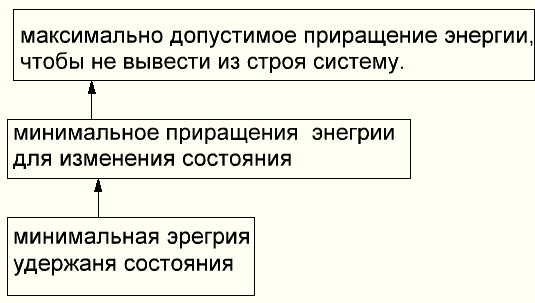 максимально допустимое приращение энергии,
чтобы не вывести из строя систему.
минимальное приращения энегрии
для изменения состояния
минимальная эрегрия
удержаня состояния